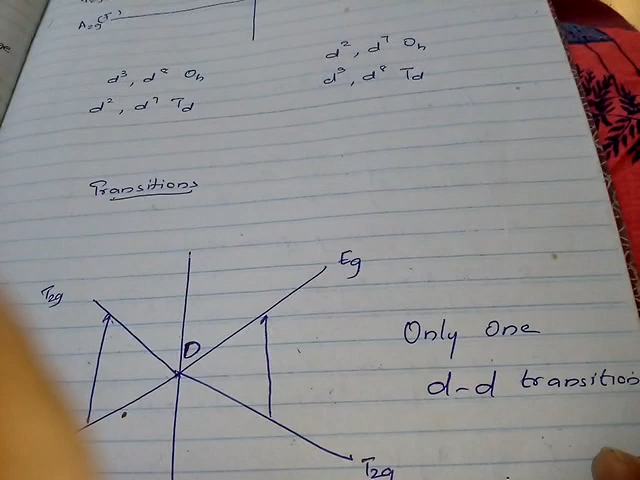 A₂g(F)
d², d⁷ Oh
d³, d⁸ Oh
d³, d⁸ Td
d², d⁷ Td
Transitions
Eg
T₂g
D
Only one
d-d transition
T₂g